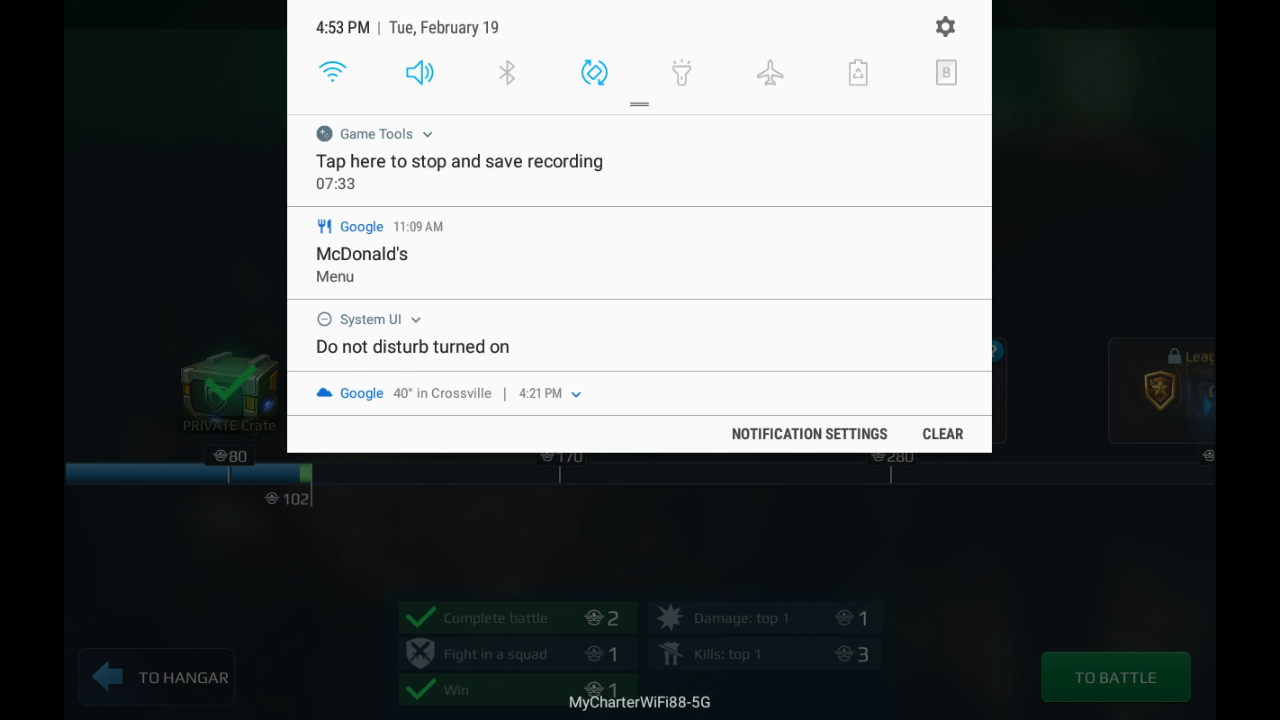 4:53 PM | Tue, February 19
B
Game Tools
Tap here to stop and save recording
07:33
Google 11:09 AM
McDonald's
Menu
System UI
Do not disturb turned on
Google 40° in Crossville | 4:21 PM
NOTIFICATION SETTINGS CLEAR
?
PRIVATE Crate
80 170 280
102
Complete battle 2
Damage: top 1 1
Fight in a squad 1
Kills: top 1 3
Win 1
TO HANGAR
TO BATTLE
MyCharterWiFi88-5G